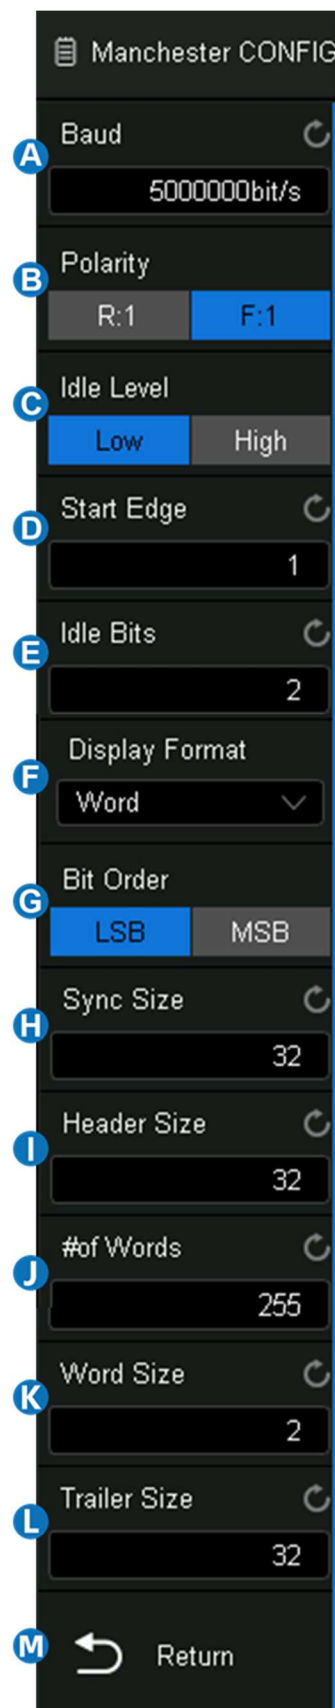 Manchester CONFIG
A
Baud
5000000bit/s
B
Polarity
R:1 F:1
C
Idle Level
Low High
D
Start Edge
1
E
Idle Bits
2
F
Display Format
Word
G
Bit Order
LSB MSB
H
Sync Size
32
I
Header Size
32
J
#of Words
255
K
Word Size
2
L
Trailer Size
32
M
Return